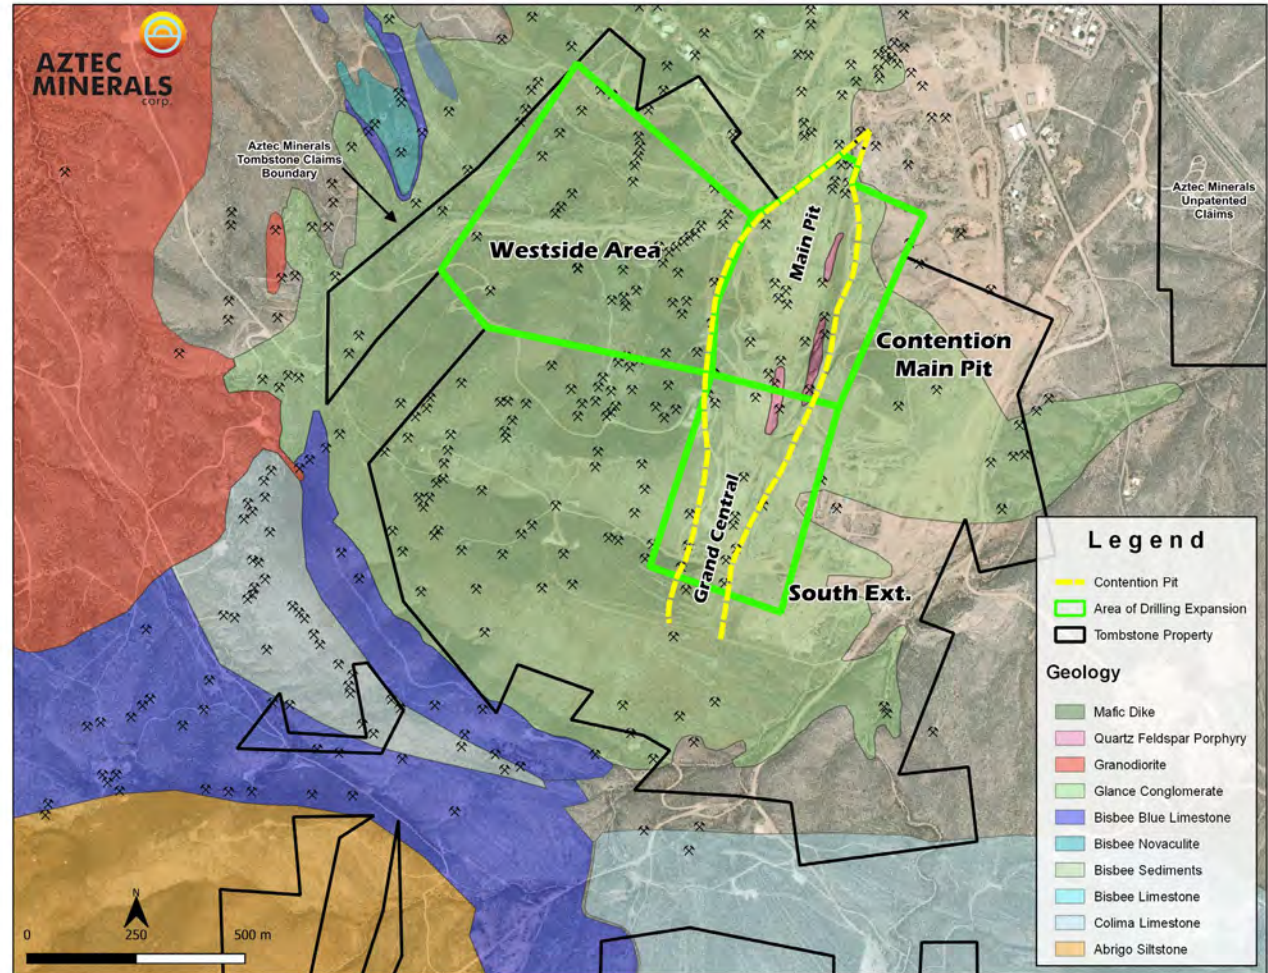 AZTEC
MINERALS
corp.
Aztec Minerals
Tombstone Claims
Boundary
Aztec Minerals
Unpatented
Claims
Westside Area
Main Pit
Contention
Main Pit
Grand Central
South Ext.
Legend
Contention Pit
Area of Drilling Expansion
Tombstone Property
Geology
Mafic Dike
Quartz Feldspar Porphyry
Granodiorite
Glance Conglomerate
Bisbee Blue Limestone
Bisbee Novaculite
Bisbee Sediments
Bisbee Limestone
Colima Limestone
Abrigo Siltstone
N
0 250 500 m